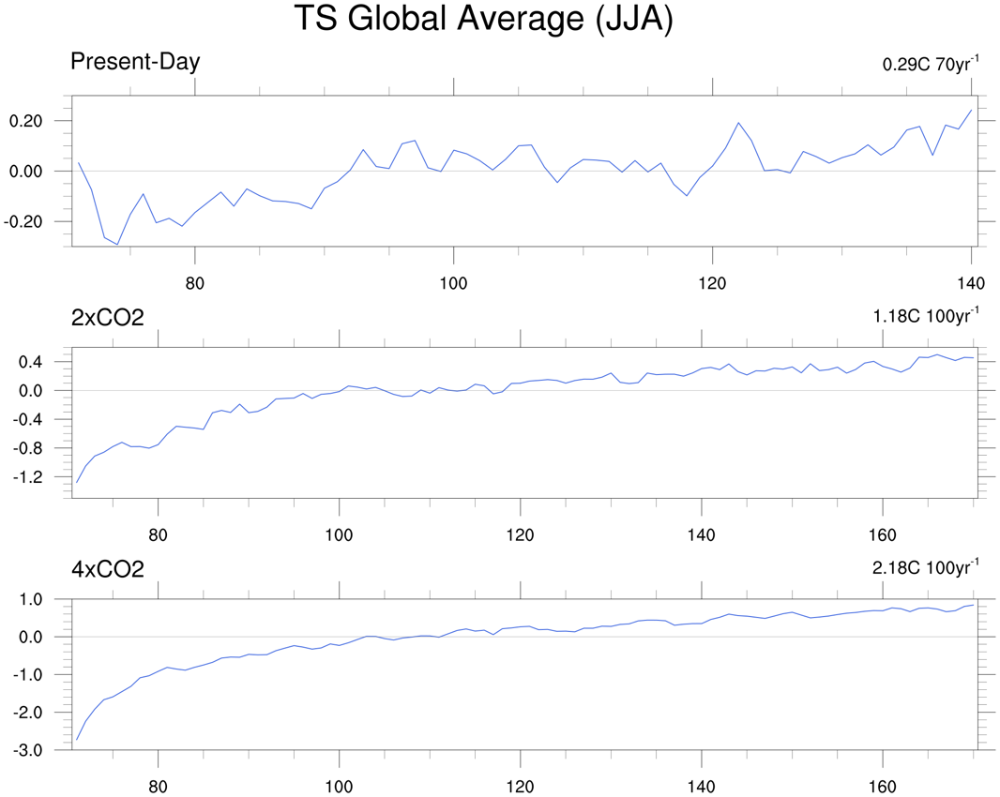 TS Global Average (JJA)
Present-Day 0.29C 70yr-1
0.20
0.00
-0.20
80 100 120 140
2xCO2 1.18C 100yr-1
0.4
0.0
-0.4
-0.8
-1.2
80 100 120 140 160
4xCO2 2.18C 100yr-1
1.0
0.0
-1.0
-2.0
-3.0
80 100 120 140 160